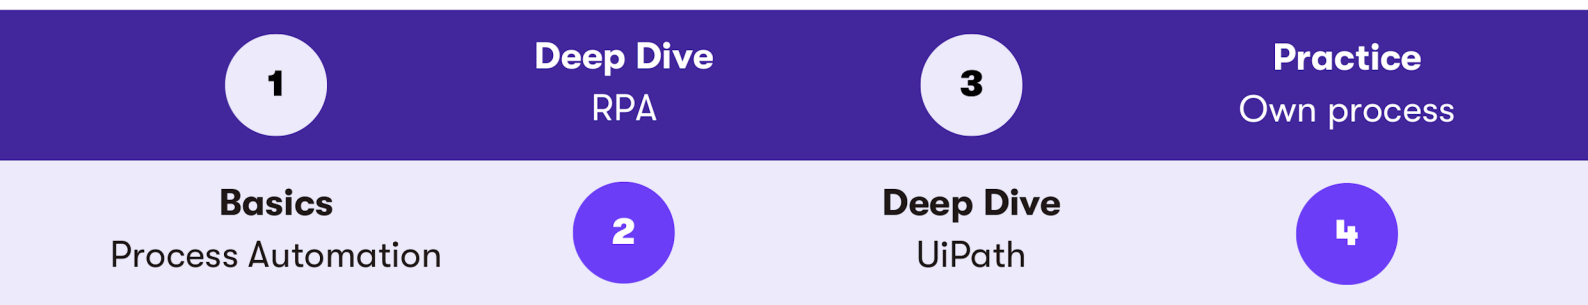 1
Basics
Process Automation
Deep Dive
RPA
2
3
Deep Dive
UiPath
Practice
Own process
4